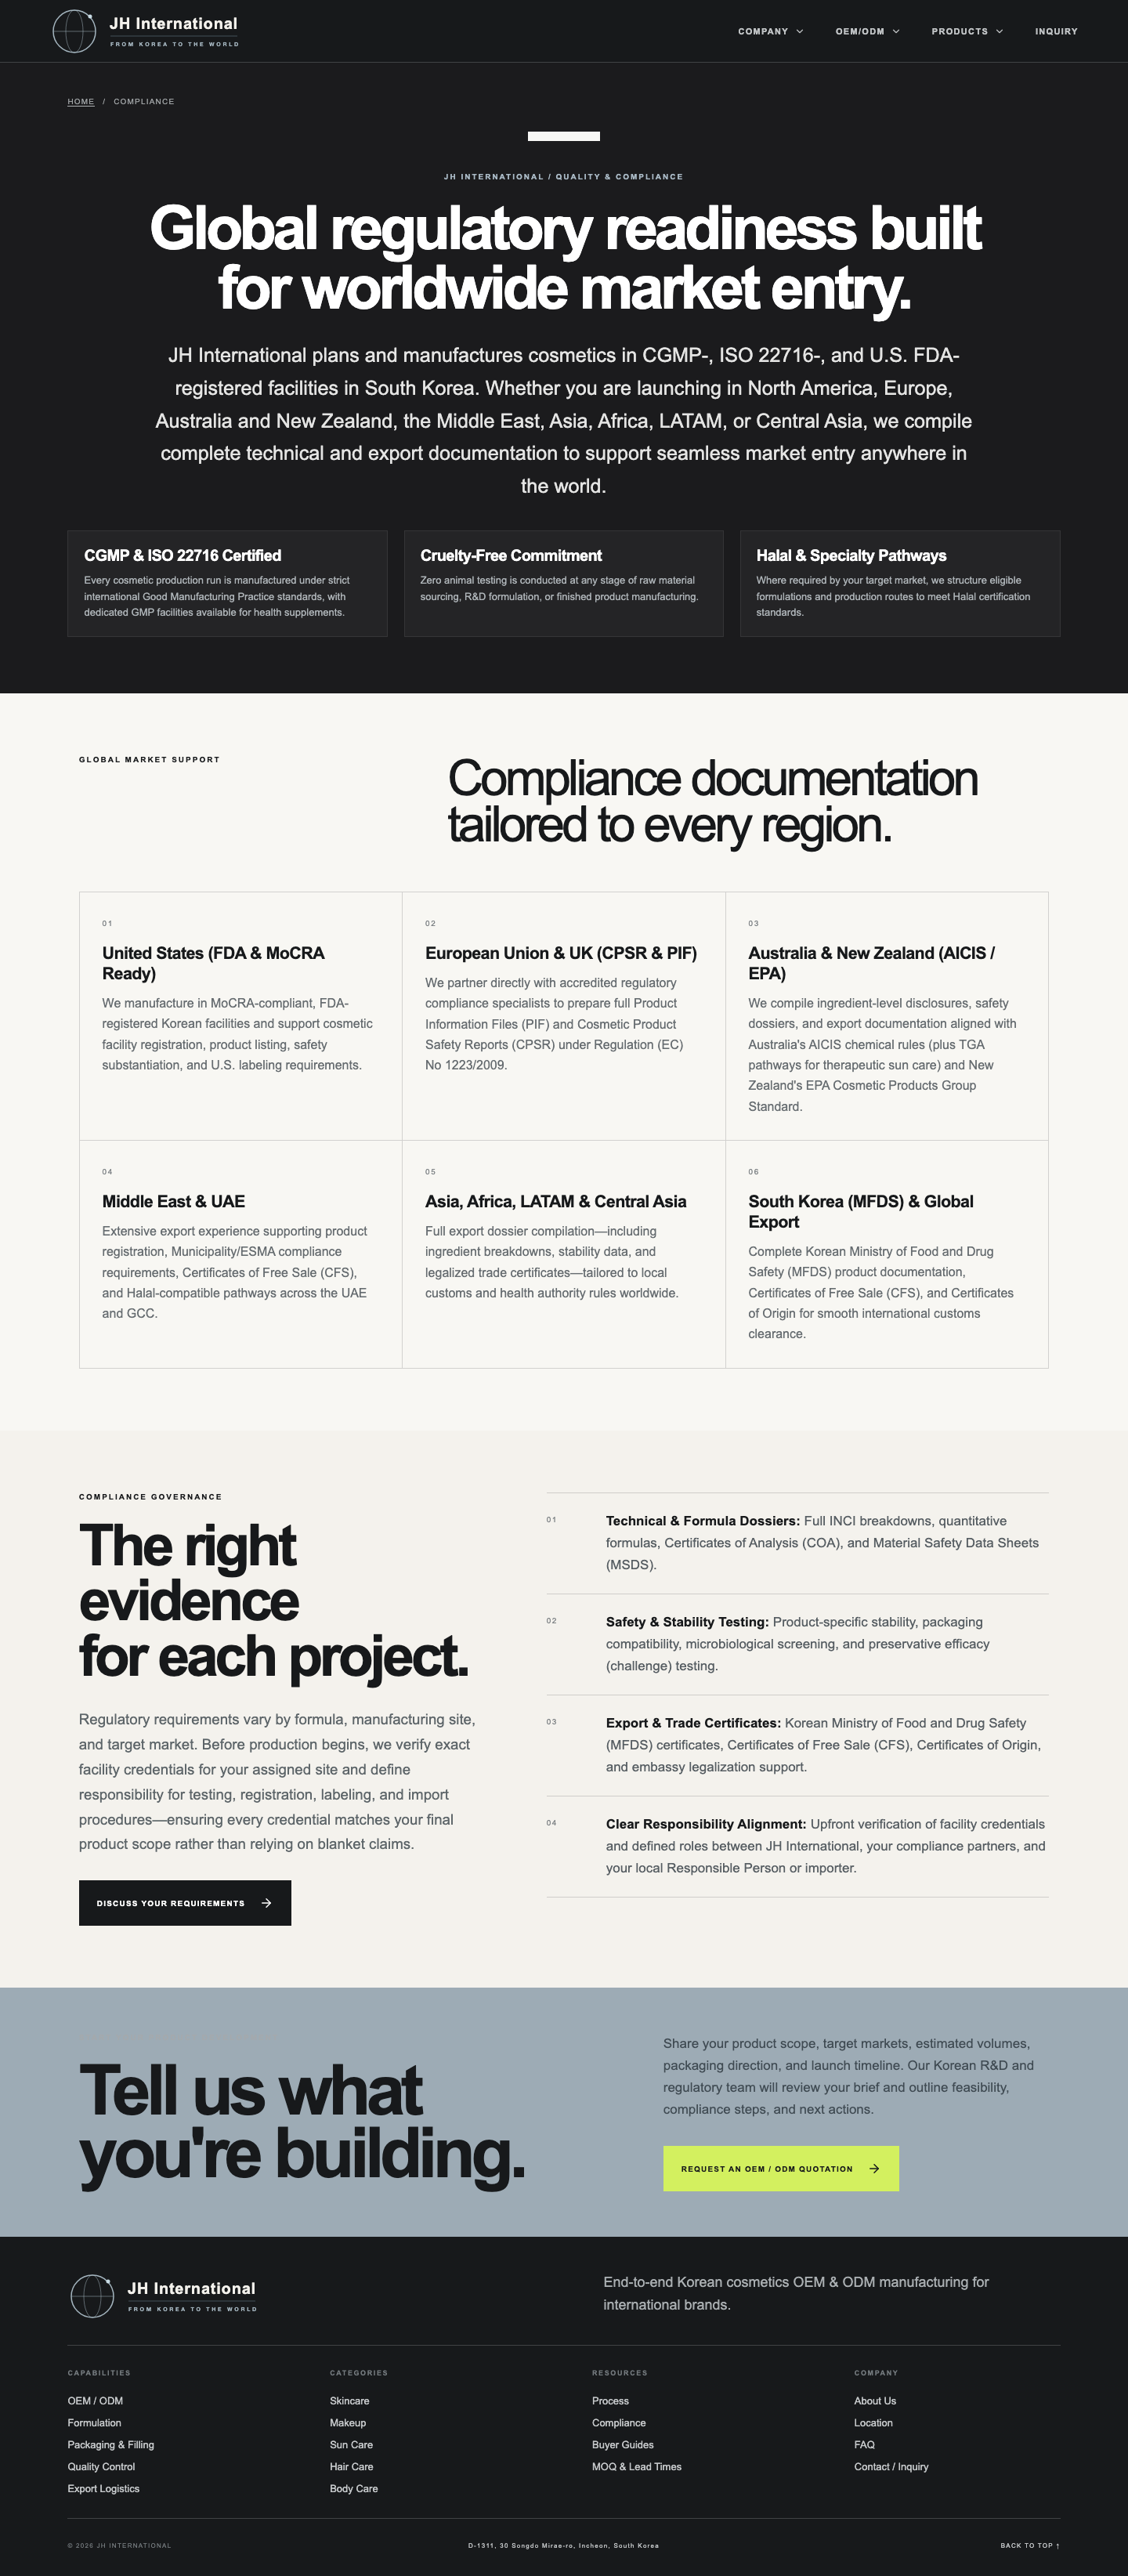 JH International
FROM KOREA TO THE WORLD
COMPANY
OEM/ODM
PRODUCTS
INQUIRY
HOME / COMPLIANCE
JH INTERNATIONAL / QUALITY & COMPLIANCE
Global regulatory readiness built
for worldwide market entry.
JH International plans and manufactures cosmetics in CGMP-, ISO 22716-, and U.S. FDA-
registered facilities in South Korea. Whether you are launching in North America, Europe,
Australia and New Zealand, the Middle East, Asia, Africa, LATAM, or Central Asia, we compile
complete technical and export documentation to support seamless market entry anywhere in
the world.
CGMP & ISO 22716 Certified
Every cosmetic production run is manufactured under strict
international Good Manufacturing Practice standards, with
dedicated GMP facilities available for health supplements.
Cruelty-Free Commitment
Zero animal testing is conducted at any stage of raw material
sourcing, R&D formulation, or finished product manufacturing.
Halal & Specialty Pathways
Where required by your target market, we structure eligible
formulations and production routes to meet Halal certification
standards.
GLOBAL MARKET SUPPORT
Compliance documentation
tailored to every region.
01
United States (FDA & MoCRA
Ready)
We manufacture in MoCRA-compliant, FDA-
registered Korean facilities and support cosmetic
facility registration, product listing, safety
substantiation, and U.S. labeling requirements.
02
European Union & UK (CPSR & PIF)
We partner directly with accredited regulatory
compliance specialists to prepare full Product
Information Files (PIF) and Cosmetic Product
Safety Reports (CPSR) under Regulation (EC)
No 1223/2009.
03
Australia & New Zealand (AICIS /
EPA)
We compile ingredient-level disclosures, safety
dossiers, and export documentation aligned with
Australia's AICIS chemical rules (plus TGA
pathways for therapeutic sun care) and New
Zealand's EPA Cosmetic Products Group
Standard.
04
Middle East & UAE
Extensive export experience supporting product
registration, Municipality/ESMA compliance
requirements, Certificates of Free Sale (CFS),
and Halal-compatible pathways across the UAE
and GCC.
05
Asia, Africa, LATAM & Central Asia
Full export dossier compilation—including
ingredient breakdowns, stability data, and
legalized trade certificates—tailored to local
customs and health authority rules worldwide.
06
South Korea (MFDS) & Global
Export
Complete Korean Ministry of Food and Drug
Safety (MFDS) product documentation,
Certificates of Free Sale (CFS), and Certificates
of Origin for smooth international customs
clearance.
COMPLIANCE GOVERNANCE
The right
evidence
for each project.
Regulatory requirements vary by formula, manufacturing site,
and target market. Before production begins, we verify exact
facility credentials for your assigned site and define
responsibility for testing, registration, labeling, and import
procedures—ensuring every credential matches your final
product scope rather than relying on blanket claims.
DISCUSS YOUR REQUIREMENTS →
01
Technical & Formula Dossiers: Full INCI breakdowns, quantitative
formulas, Certificates of Analysis (COA), and Material Safety Data Sheets
(MSDS).
02
Safety & Stability Testing: Product-specific stability, packaging
compatibility, microbiological screening, and preservative efficacy
(challenge) testing.
03
Export & Trade Certificates: Korean Ministry of Food and Drug Safety
(MFDS) certificates, Certificates of Free Sale (CFS), Certificates of Origin,
and embassy legalization support.
04
Clear Responsibility Alignment: Upfront verification of facility credentials
and defined roles between JH International, your compliance partners, and
your local Responsible Person or importer.
Tell us what
you're building.
Share your product scope, target markets, estimated volumes,
packaging direction, and launch timeline. Our Korean R&D and
regulatory team will review your brief and outline feasibility,
compliance steps, and next actions.
REQUEST AN OEM / ODM QUOTATION →
JH International
FROM KOREA TO THE WORLD
End-to-end Korean cosmetics OEM & ODM manufacturing for
international brands.
CAPABILITIES
OEM / ODM
Formulation
Packaging & Filling
Quality Control
Export Logistics
CATEGORIES
Skincare
Makeup
Sun Care
Hair Care
Body Care
RESOURCES
Process
Compliance
Buyer Guides
MOQ & Lead Times
COMPANY
About Us
Location
FAQ
Contact / Inquiry
© 2026 JH INTERNATIONAL
D-1311, 30 Songdo Mirae-ro, Incheon, South Korea
BACK TO TOP ↑